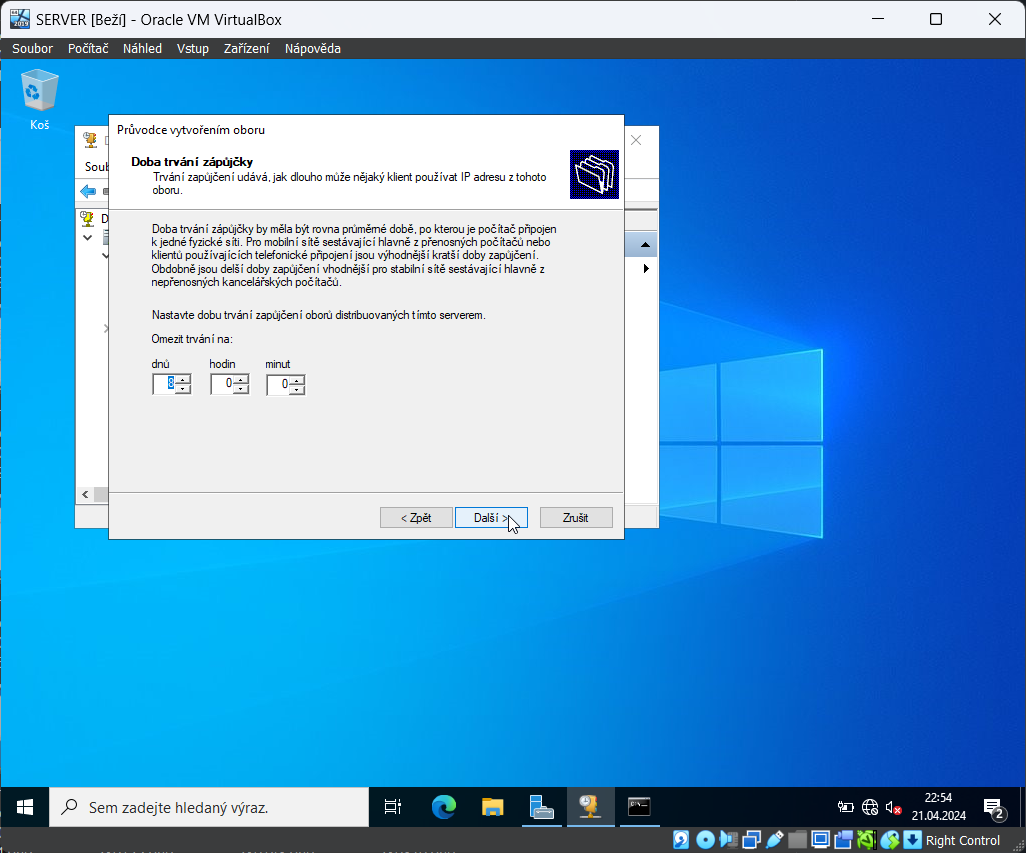 SERVER [Beží] - Oracle VM VirtualBox
Soubor Počítač Náhled Vstup Zařízení Nápověda
Koš
Průvodce vytvořením oboru
Doba trvání zápůjčky
Trvání zapůjčení udává, jak dlouho může nějaký klient používat IP adresu z tohoto
oboru.
Soub
D
Doba trvání zápůjčky by měla být rovna průměrné době, po kterou je počítač připojen
k jedné fyzické síti. Pro mobilní sítě sestávající hlavně z přenosných počítačů nebo
klientů používajících telefonické připojení jsou výhodnější kratší doby zapůjčení.
Obdobně jsou delší doby zapůjčení vhodnější pro stabilní sítě sestávající hlavně z
nepřenosných kancelářských počítačů.
Nastavte dobu trvání zapůjčení oborů distribuovaných tímto serverem.
Omezit trvání na:
dnů hodin minut
8 0 0
< Zpět Další > Zrušit
Sem zadejte hledaný výraz.
22:54
21.04.2024
2
Right Control